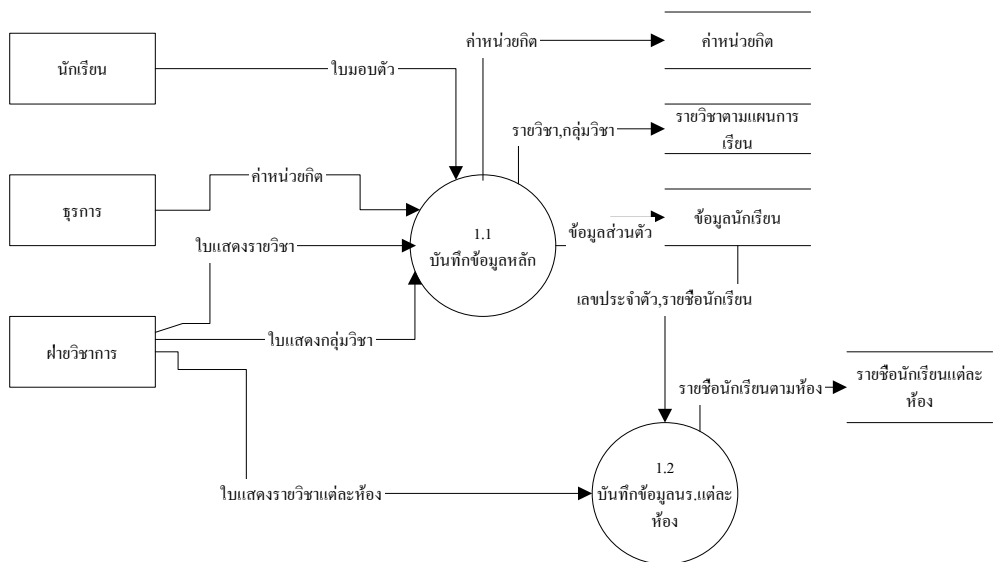 ค่าหน่วยกิต
ค่าหน่วยกิต
นักเรียน
ใบมอบตัว
รายวิชา,กลุ่มวิชา
รายวิชาตามแผนการ
เรียน
ค่าหน่วยกิต
ธุรการ
ข้อมูลส่วนตัว
ข้อมูลนักเรียน
1.1
บันทึกข้อมูลหลัก
ใบแสดงรายวิชา
เลขประจำตัว,รายชือนักเรียน
ใบแสดงกลุ่มวิชา
ฝ่ายวิชาการ
รายชือนักเรียนตามห้อง
รายชือนักเรียนแต่ละ
ห้อง
1.2
บันทึกข้อมูลนร.แต่ละ
ห้อง
ใบแสดงรายวิชาแต่ละห้อง